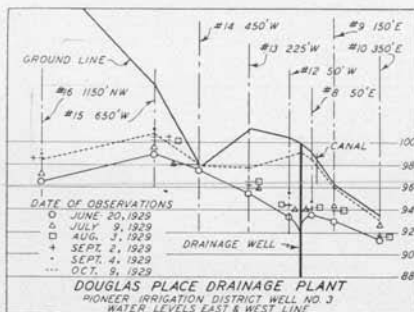 #14 450'W
#9 150'E
#13 225'W
#10 350'E
GROUND LINE
#12 50'W
#16 1150'NW
#8 50'E
#15 650'W
CANAL
100
98
96
94
92
90
88
DATE OF OBSERVATIONS
JUNE-20, 1929
JULY 9, 1929
AUG. 3, 1929
SEPT. 2, 1929
SEPT. 4, 1929
OCT. 9, 1929
DRAINAGE WELL
DOUGLAS PLACE DRAINAGE PLANT
PIONEER IRRIGATION DISTRICT WELL NO. 3
WATER LEVELS EAST & WEST LINE